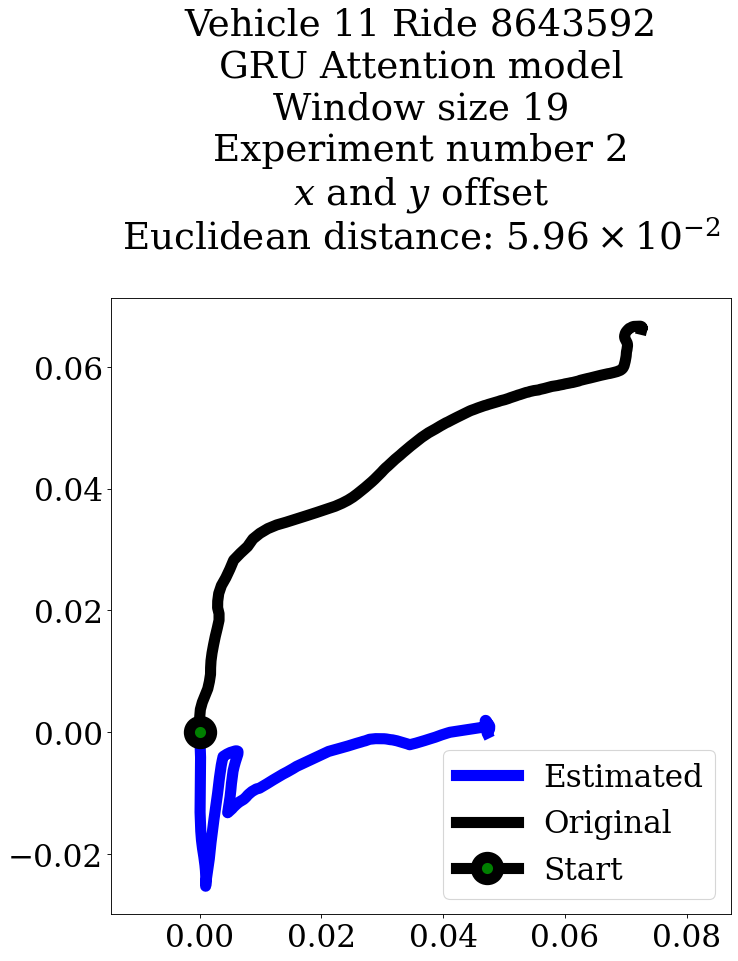 Vehicle 11 Ride 8643592
GRU Attention model
Window size 19
Experiment number 2
x and y offset
Euclidean distance: 5.96 × 10⁻²
0.06
0.04
0.02
0.00
−0.02
Estimated
Original
Start
0.00 0.02 0.04 0.06 0.08